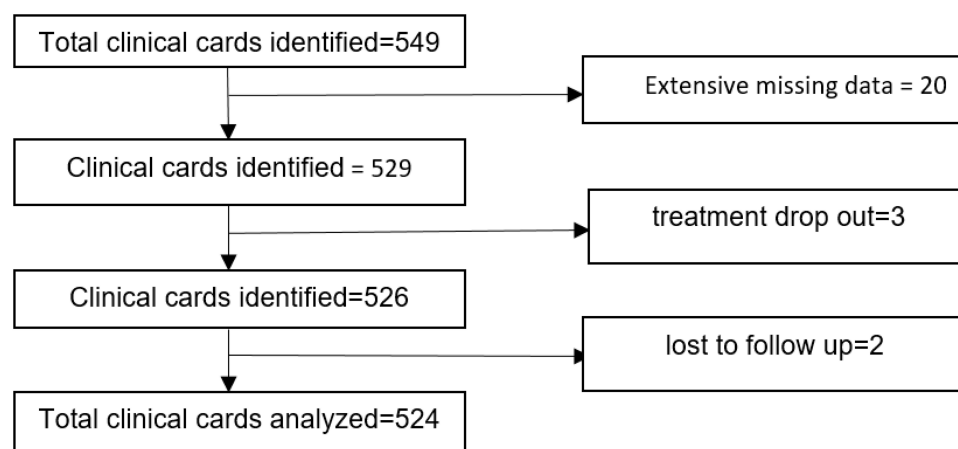 Total clinical cards identified=549
Extensive missing data = 20
Clinical cards identified = 529
treatment drop out=3
Clinical cards identified=526
lost to follow up=2
Total clinical cards analyzed=524